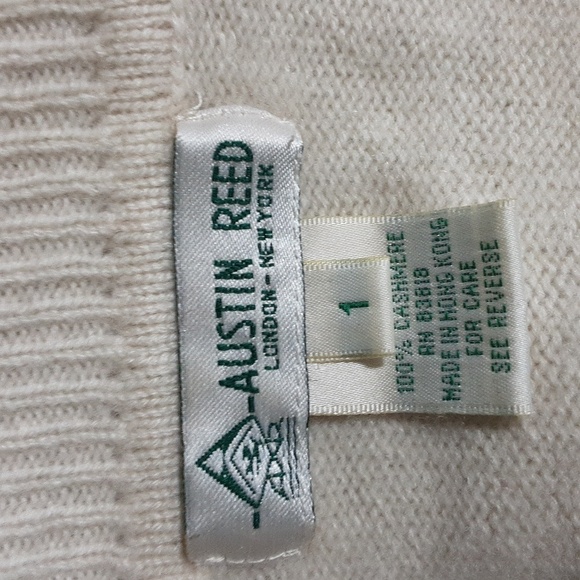 AUSTIN REED
LONDON - NEW YORK
1
100% CASHMERE
RN 83818
MADE IN HONG KONG
FOR CARE
SEE REVERSE